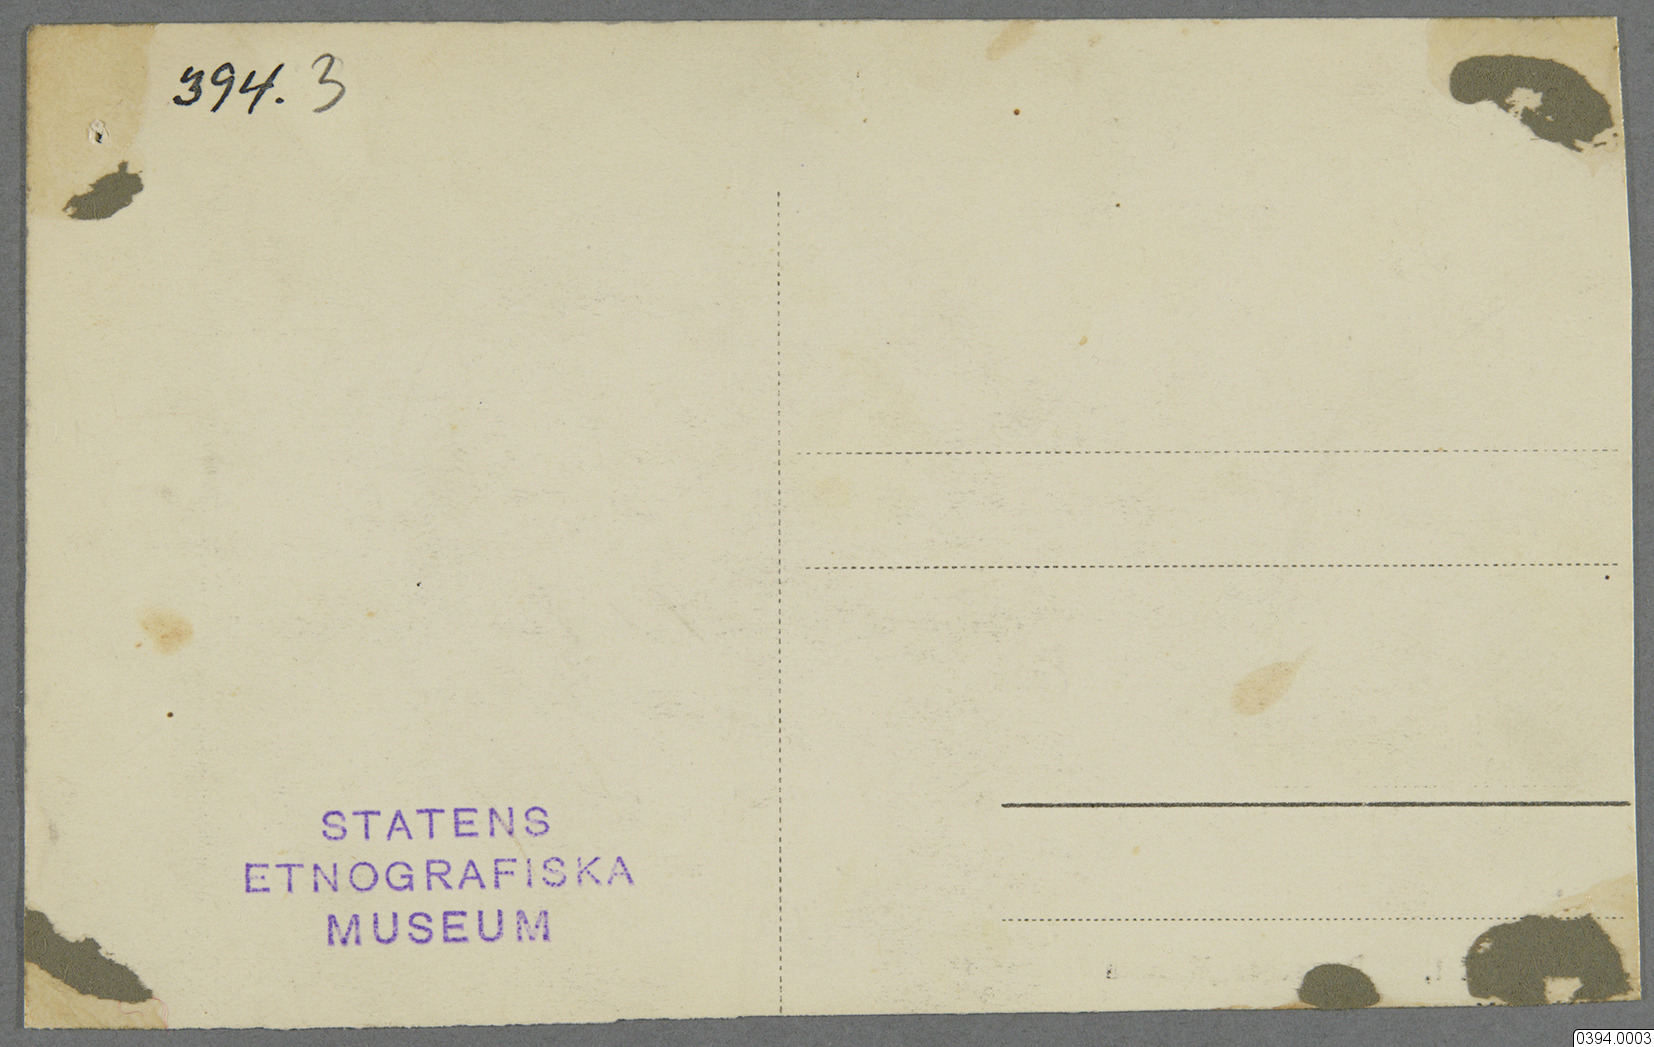 394. 3
STATENS
ETNOGRAFISKA
MUSEUM
0394.0003